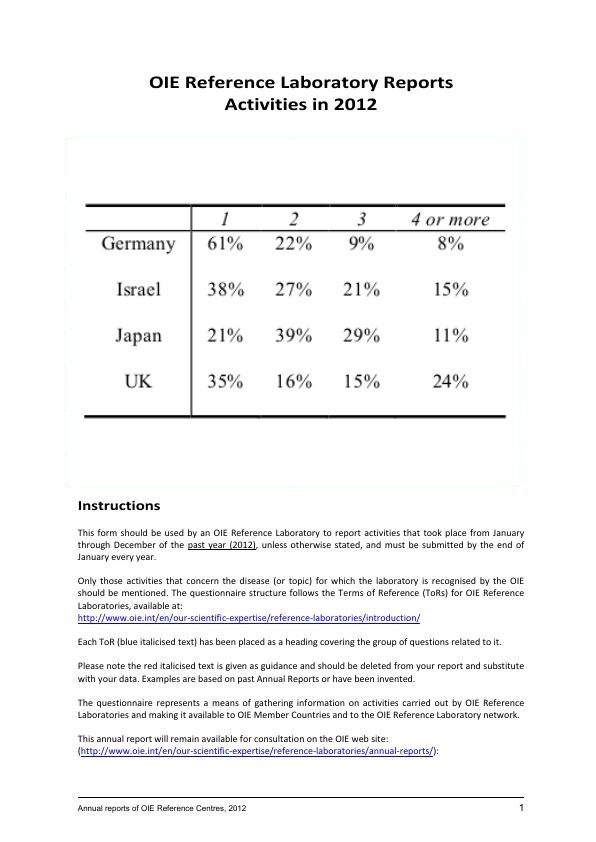 OIE Reference Laboratory Reports
Activities in 2012
1 2 3 4 or more
Germany 61% 22% 9% 8%
Israel 38% 27% 21% 15%
Japan 21% 39% 29% 11%
UK 35% 16% 15% 24%
Instructions
This form should be used by an OIE Reference Laboratory to report activities that took place from January
through December of the past year (2012), unless otherwise stated, and must be submitted by the end of
January every year.
Only those activities that concern the disease (or topic) for which the laboratory is recognised by the OIE
should be mentioned. The questionnaire structure follows the Terms of Reference (ToRs) for OIE Reference
Laboratories, available at:
http://www.oie.int/en/our-scientific-expertise/reference-laboratories/introduction/
Each ToR (blue italicised text) has been placed as a heading covering the group of questions related to it.
Please note the red italicised text is given as guidance and should be deleted from your report and substitute
with your data. Examples are based on past Annual Reports or have been invented.
The questionnaire represents a means of gathering information on activities carried out by OIE Reference
Laboratories and making it available to OIE Member Countries and to the OIE Reference Laboratory network.
This annual report will remain available for consultation on the OIE web site:
(http://www.oie.int/en/our-scientific-expertise/reference-laboratories/annual-reports/):
Annual reports of OIE Reference Centres, 2012 1